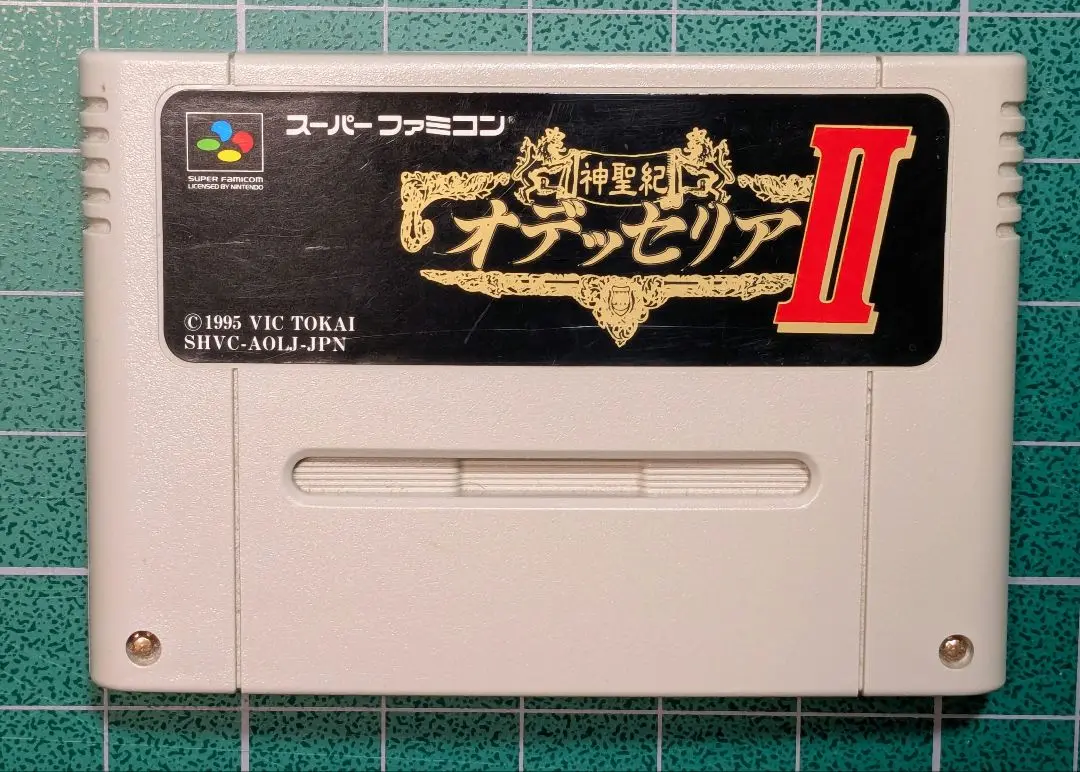 スーパーファミコン®
SUPER FAMICOM
LICENSED BY NINTENDO
神聖紀
オデッセリア
II
©1995 VIC TOKAI
SHVC-AOLJ-JPN